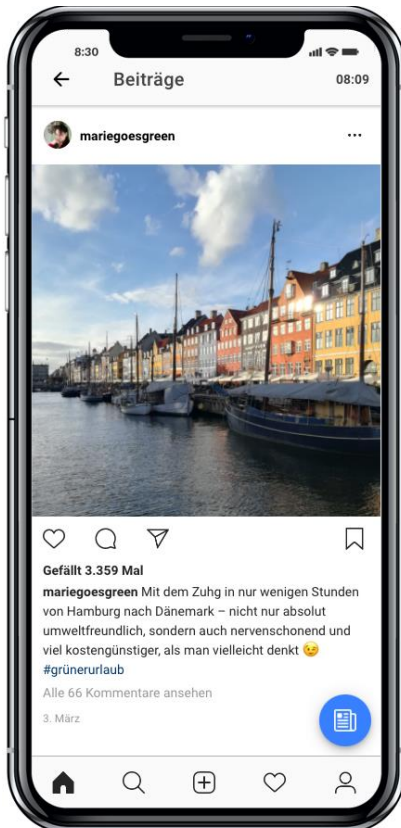 8:30
Beiträge
08:09
mariegoesgreen
Gefällt 3.359 Mal
mariegoesgreen Mit dem Zuhg in nur wenigen Stunden
von Hamburg nach Dänemark – nicht nur absolut
umweltfreundlich, sondern auch nervenschonend und
viel kostengünstiger, als man vielleicht denkt 😉
#grünerurlaub
Alle 66 Kommentare ansehen
3. März